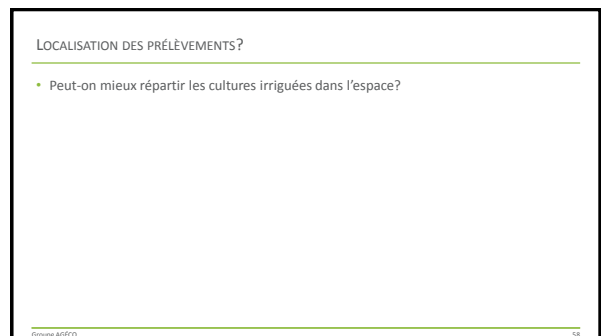 LOCALISATION DES PRÉLÈVEMENTS?
• Peut-on mieux répartir les cultures irriguées dans l'espace?
Groupe AGÉCO 58